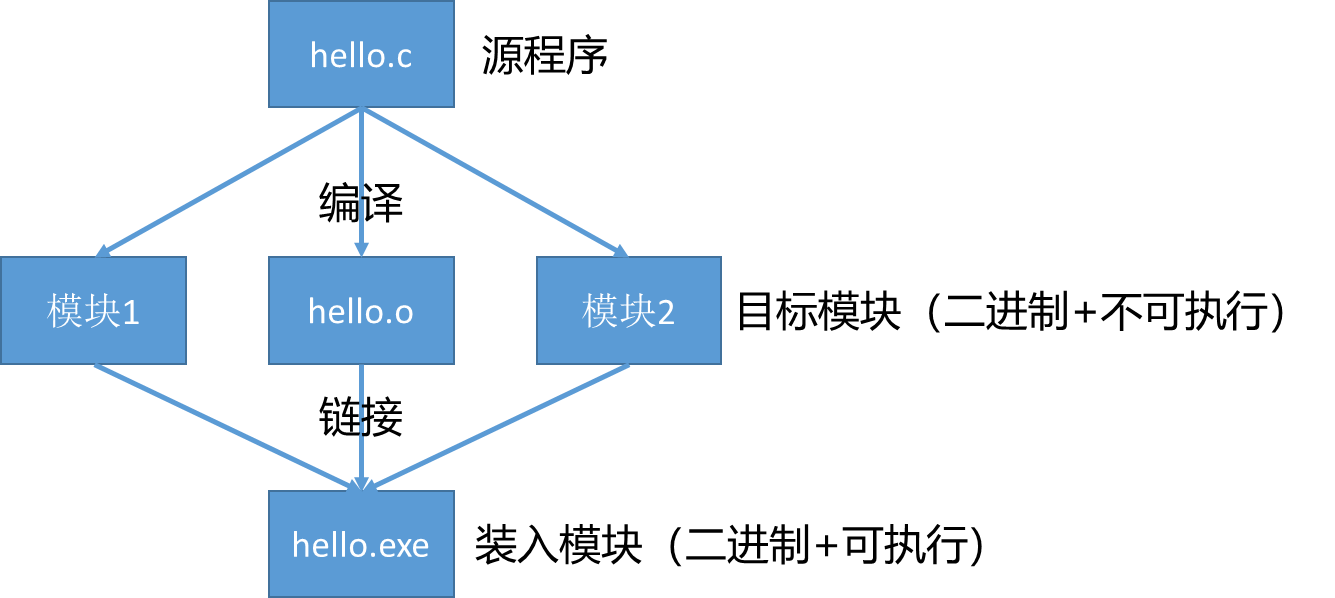 hello.c
源程序
编译
模块1
hello.o
模块2
目标模块（二进制+不可执行）
链接
hello.exe
装入模块（二进制+可执行）